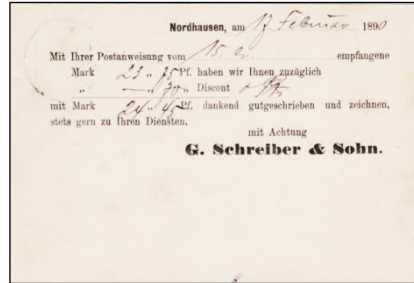 Nordhausen, am 17 Februar 1890
Mit Ihrer Postanweisung vom 15. cr. empfangene
Mark 23 " 75 Pf. haben wir Ihnen zuzüglich
" — " 70 " Discont
mit Mark 24 " 45 Pf. dankend gutgeschrieben und zeichnen,
stets gern zu Ihren Diensten,
mit Achtung
G. Schreiber & Sohn.